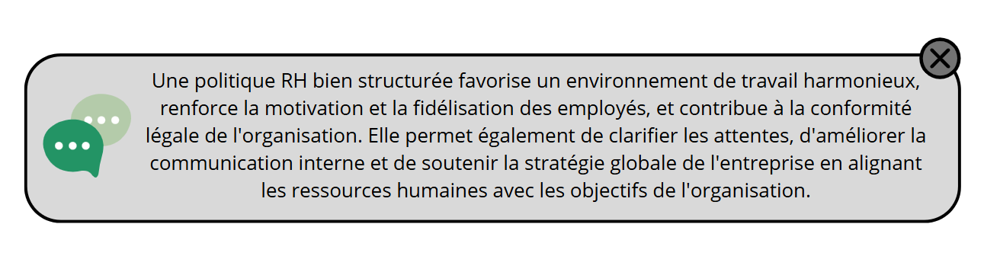 Une politique RH bien structurée favorise un environnement de travail harmonieux,
renforce la motivation et la fidélisation des employés, et contribue à la conformité
légale de l'organisation. Elle permet également de clarifier les attentes, d'améliorer la
communication interne et de soutenir la stratégie globale de l'entreprise en alignant
les ressources humaines avec les objectifs de l'organisation.